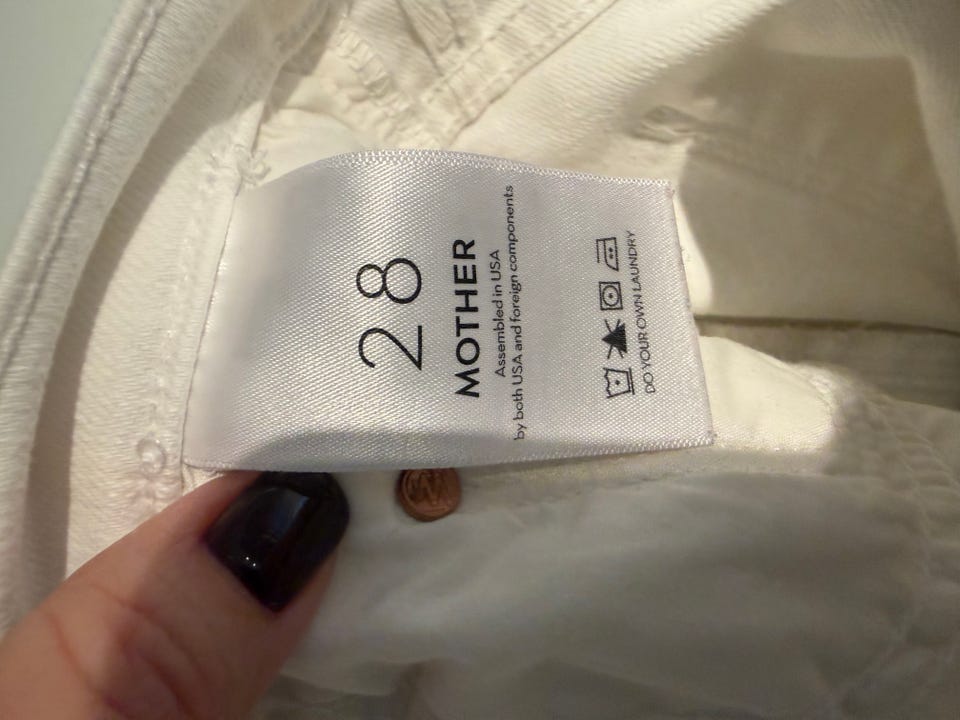 28
MOTHER
Assembled in USA
by both USA and foreign components
DO YOUR OWN LAUNDRY